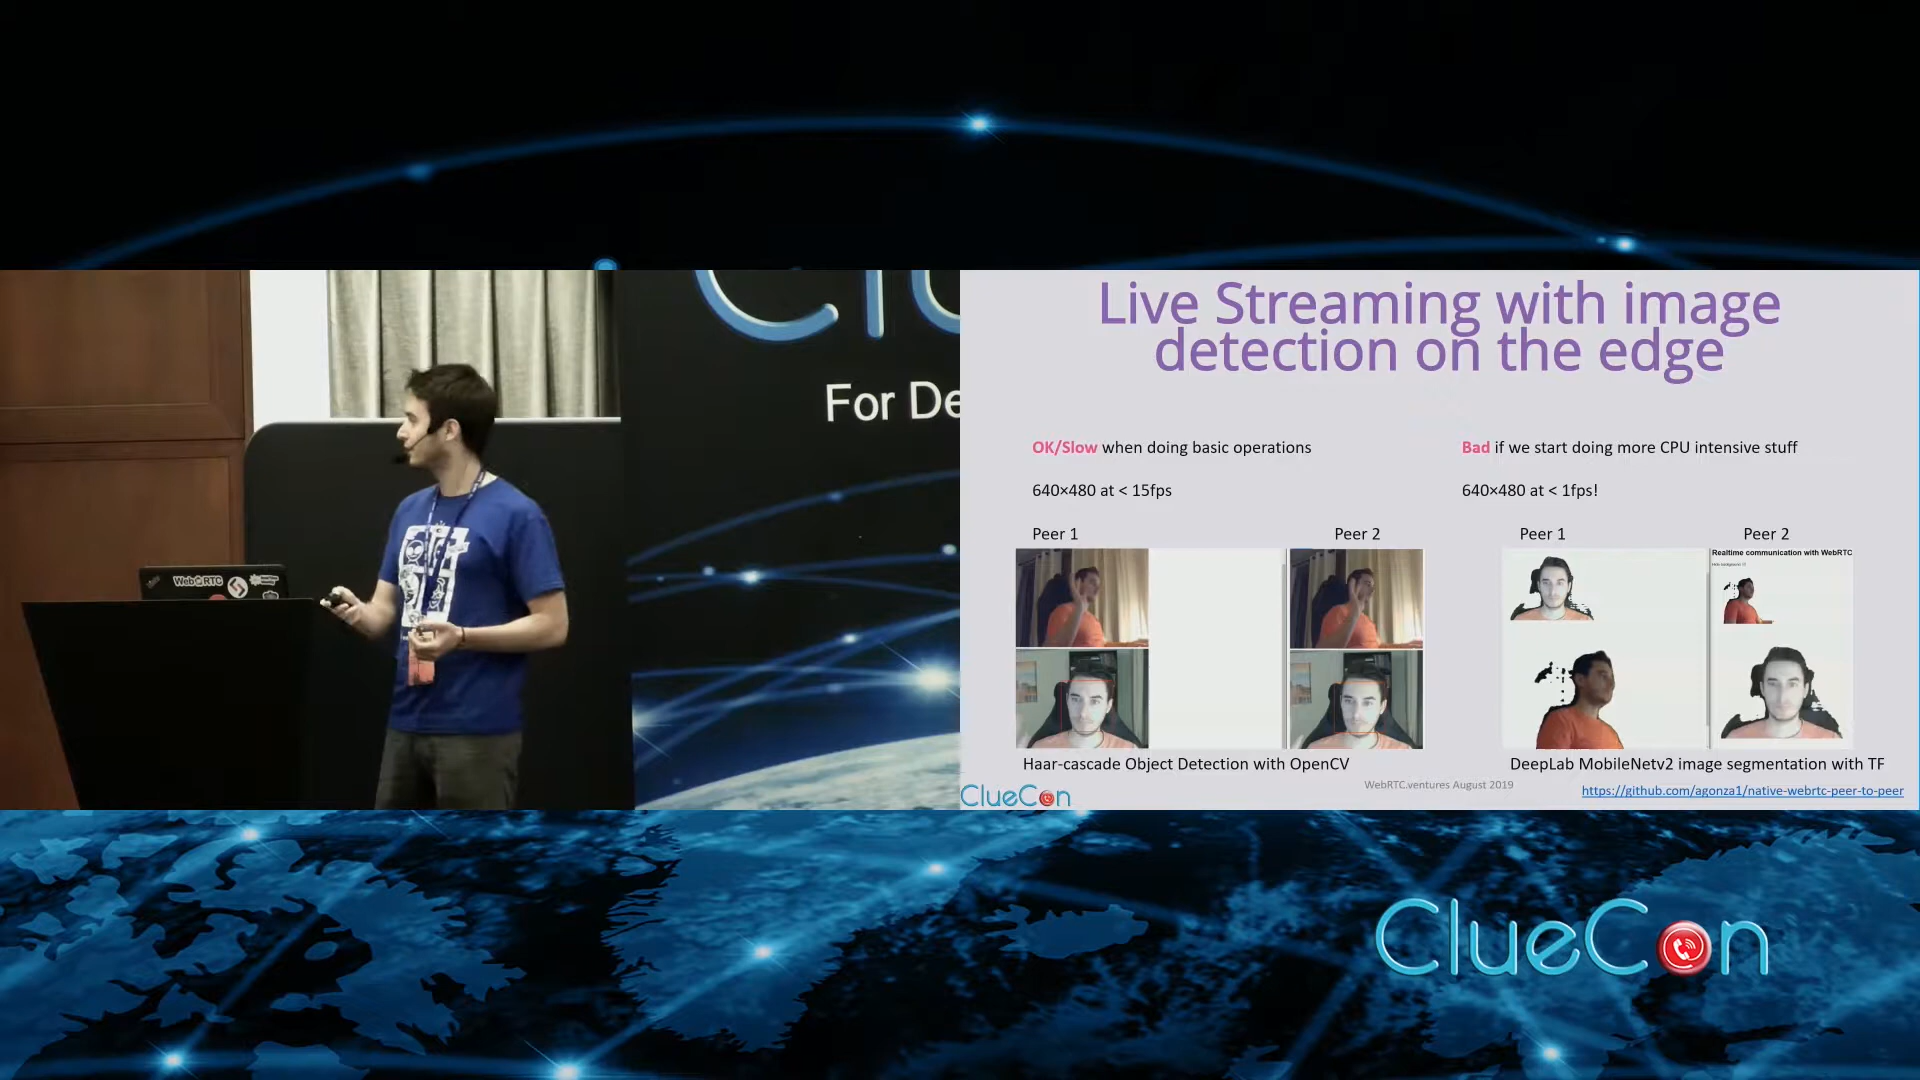 Clu
For De
WebRTC
Live Streaming with image
detection on the edge
OK/Slow when doing basic operations
640×480 at < 15fps
Peer 1
Peer 2
Haar-cascade Object Detection with OpenCV
Bad if we start doing more CPU intensive stuff
640×480 at < 1fps!
Peer 1
Peer 2
Realtime communication with WebRTC
DeepLab MobileNetv2 image segmentation with TF
WebRTC.ventures August 2019
https://github.com/agonza1/native-webrtc-peer-to-peer
ClueCon
ClueCon